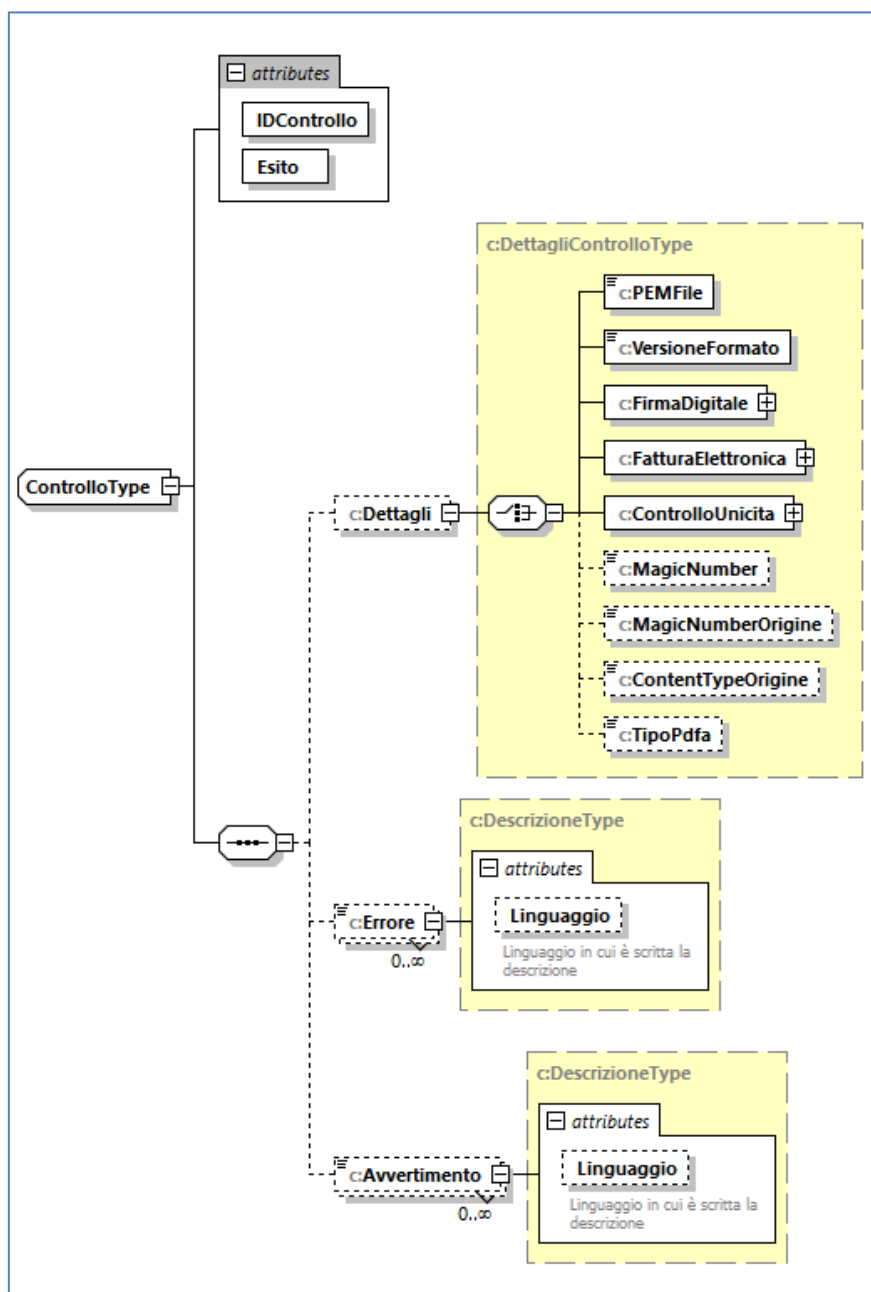 attributes
IDControllo
Esito
c:DettagliControlloType
c:PEMFile
c:VersioneFormato
c:FirmaDigitale
c:FatturaElettronica
ControlloType
c:Dettagli
c:ControlloUnicita
c:MagicNumber
c:MagicNumberOrigine
c:ContentTypeOrigine
c:TipoPdfa
c:DescrizioneType
attributes
c:Errore
0..∞
Linguaggio
Linguaggio in cui è scritta la
descrizione
c:DescrizioneType
attributes
c:Avvertimento
0..∞
Linguaggio
Linguaggio in cui è scritta la
descrizione